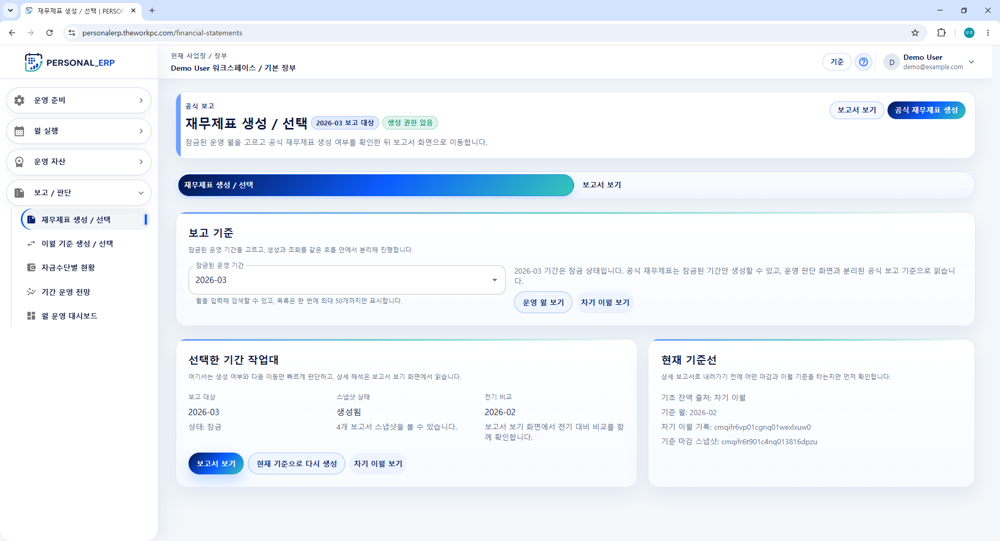 재무제표 생성 / 선택 | PERSON
personalerp.theworkpc.com/financial-statements
우주
PERSONAL_ERP
현재 사업장 / 장부
Demo User 워크스페이스 / 기본 장부
기준
D
Demo User
demo@example.com
운영 준비
월 실행
운영 자산
보고 / 판단
재무제표 생성 / 선택
이월 기준 생성 / 선택
자금수단별 현황
기간 운영 전망
월 운영 대시보드
공식 보고
재무제표 생성 / 선택
2026-03 보고 대상
생성 권한 있음
잠금된 운영 월을 고르고 공식 재무제표 생성 여부를 확인한 뒤 보고서 화면으로 이동합니다.
보고서 보기
공식 재무제표 생성
재무제표 생성 / 선택
보고서 보기
보고 기준
잠금된 운영 기간을 고르고, 생성과 조회를 같은 흐름 안에서 분리해 진행합니다.
잠금된 운영 기간
2026-03
월을 입력해 검색할 수 있고, 목록은 한 번에 최대 50개까지만 표시합니다.
2026-03 기간은 잠금 상태입니다. 공식 재무제표는 잠금된 기간만 생성할 수 있고, 운영 판단 화면과 분리된 공식 보고 기준으로 읽습니
다.
운영 월 보기
차기 이월 보기
선택한 기간 작업대
여기서는 생성 여부와 다음 이동만 빠르게 판단하고, 상세 해석은 보고서 보기 화면에서 읽습니다.
보고 대상
2026-03
상태: 잠금
스냅샷 상태
생성됨
4개 보고서 스냅샷을 볼 수 있습니다.
전기 비교
2026-02
보고서 보기 화면에서 전기 대비 비교를 함
께 확인합니다.
보고서 보기
현재 기준으로 다시 생성
차기 이월 보기
현재 기준선
상세 보고서로 내려가기 전에 어떤 마감과 이월 기준을 타는지만 먼저 확인합니다.
기초 잔액 출처: 차기 이월
기준 월: 2026-02
차기 이월 기록: cmqifr6vp01cgnq01wexlxuw0
기준 마감 스냅샷: cmqifr6t901c4nq013816dpzu